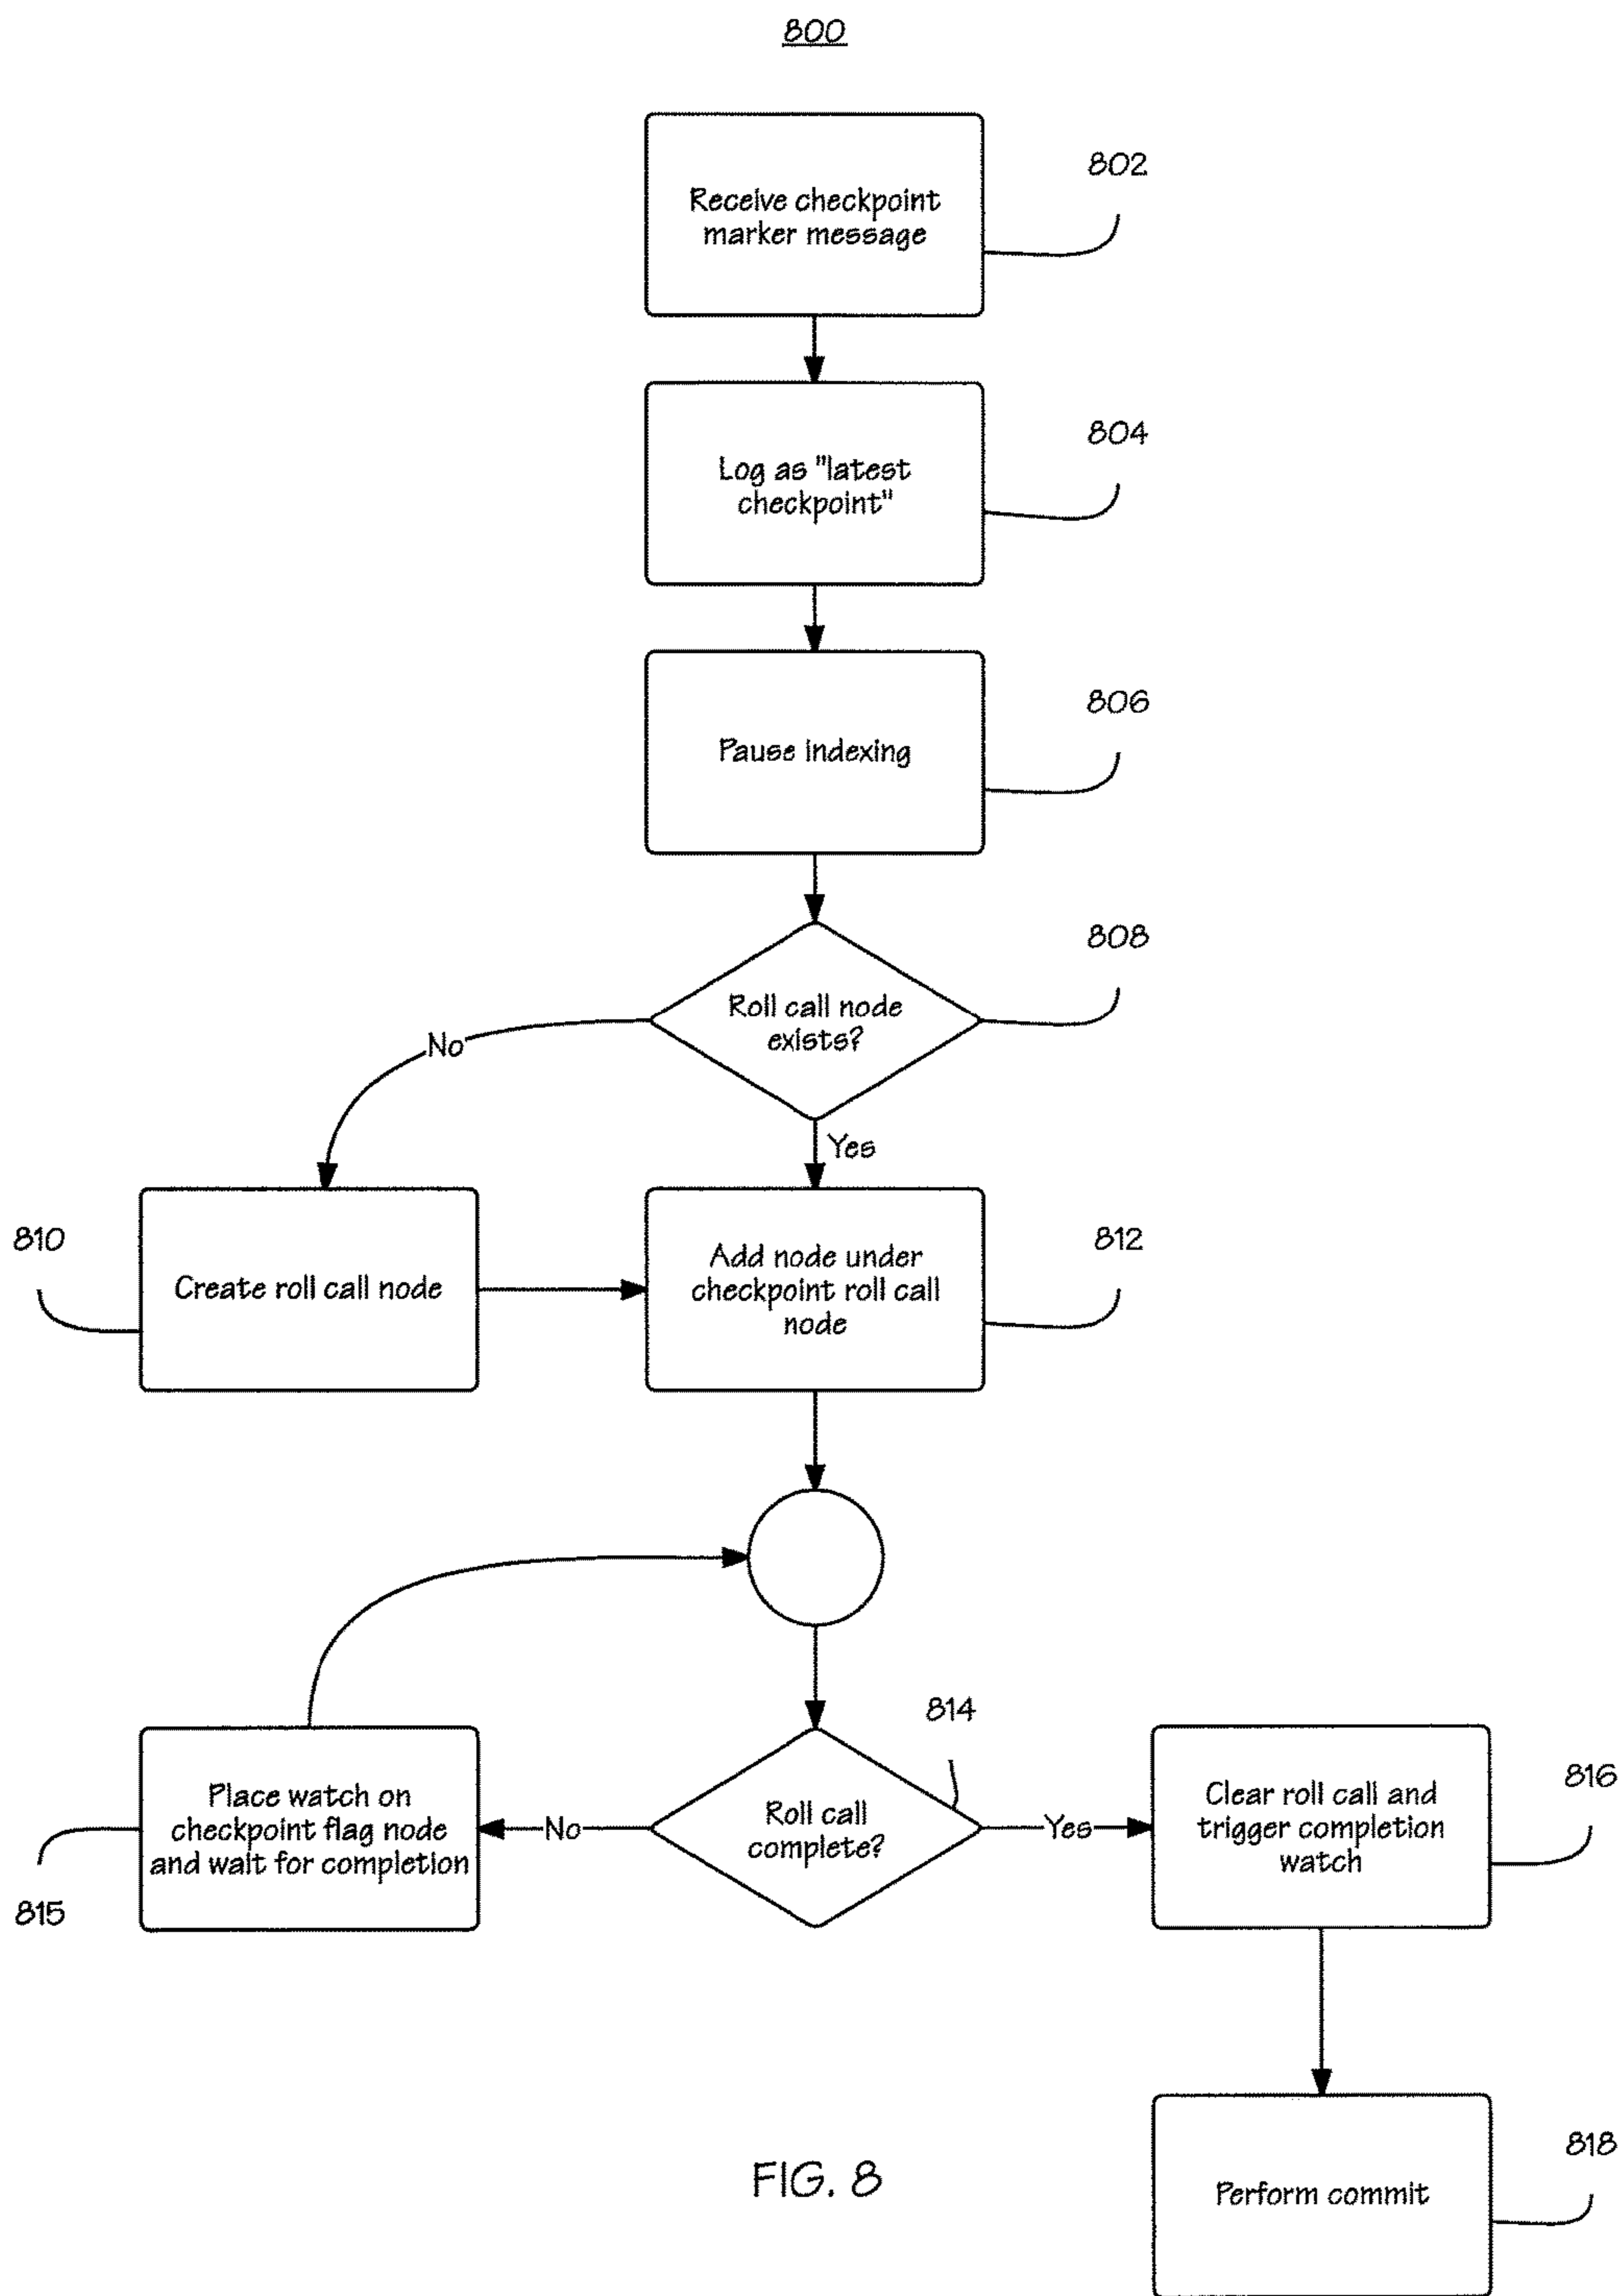 800
Receive checkpoint
marker message
802
Log as "latest
checkpoint"
804
Pause indexing
806
Roll call node
exists?
808
No
Yes
810
Create roll call node
Add node under
checkpoint roll call
node
812
814
Place watch on
checkpoint flag node
and wait for completion
815
No
Roll call
complete?
Yes
Clear roll call and
trigger completion
watch
816
Perform commit
818
FIG. 8